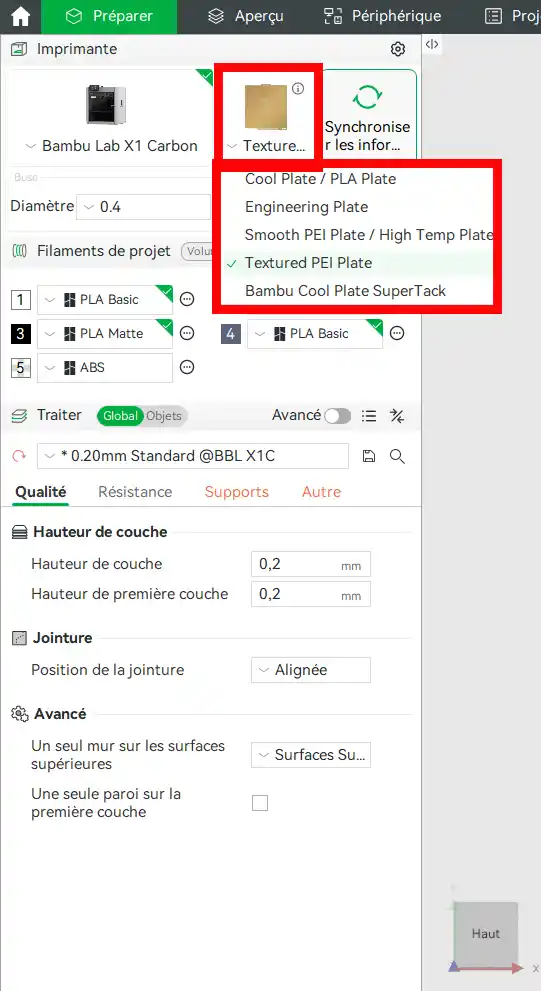 Préparer
Aperçu
Périphérique
Imprimante
Bambu Lab X1 Carbon
Texture...
Synchronise
r les infor...
Buse
Diamètre
0.4
Cool Plate / PLA Plate
Engineering Plate
Smooth PEI Plate / High Temp Plate
Textured PEI Plate
Bambu Cool Plate SuperTack
Filaments de projet
1
PLA Basic
3
PLA Matte
4
PLA Basic
5
ABS
Traiter
Global
Objets
Avancé
* 0.20mm Standard @BBL X1C
Qualité
Résistance
Supports
Autre
Hauteur de couche
Hauteur de couche
0,2
mm
Hauteur de première couche
0,2
mm
Jointure
Position de la jointure
Alignée
Avancé
Un seul mur sur les surfaces
supérieures
Surfaces Su...
Une seule paroi sur la
première couche
Haut
x